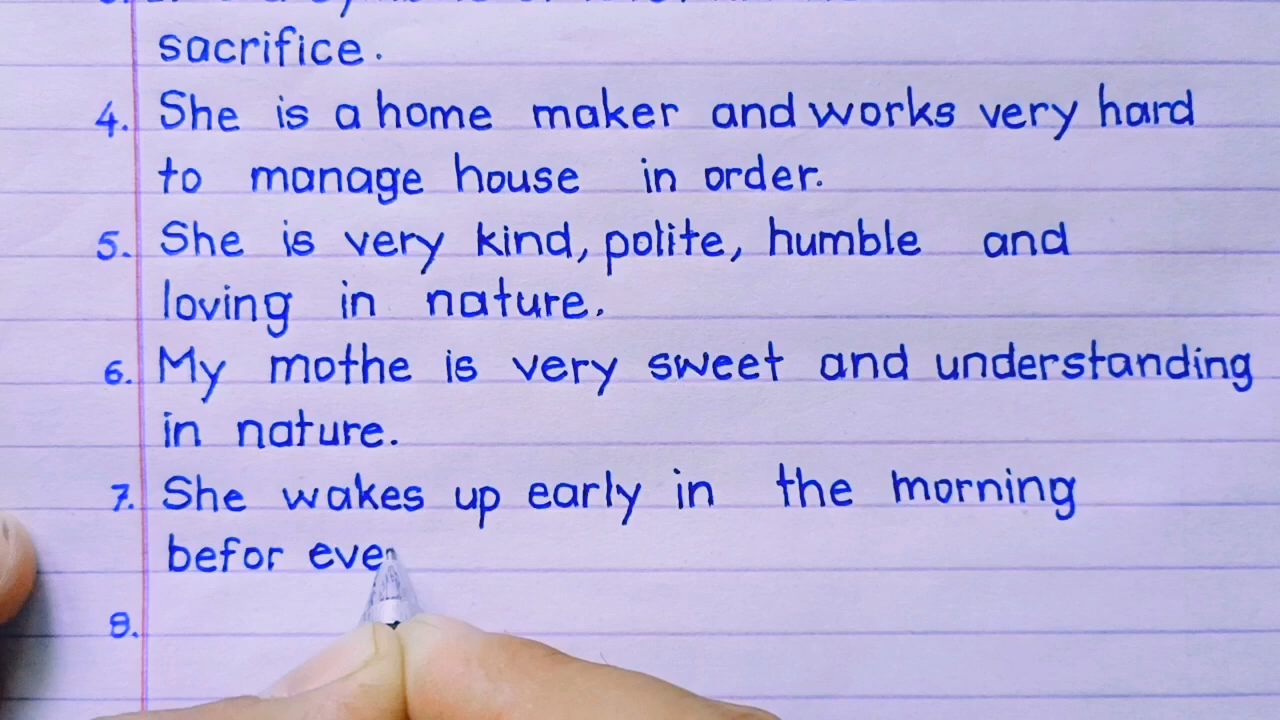 sacrifice.
4. She is a home maker and works very hard
to manage house in order.
5. She is very kind, polite, humble and
loving in nature.
6. My mothe is very sweet and understanding
in nature.
7. She wakes up early in the morning
befor eve
8.